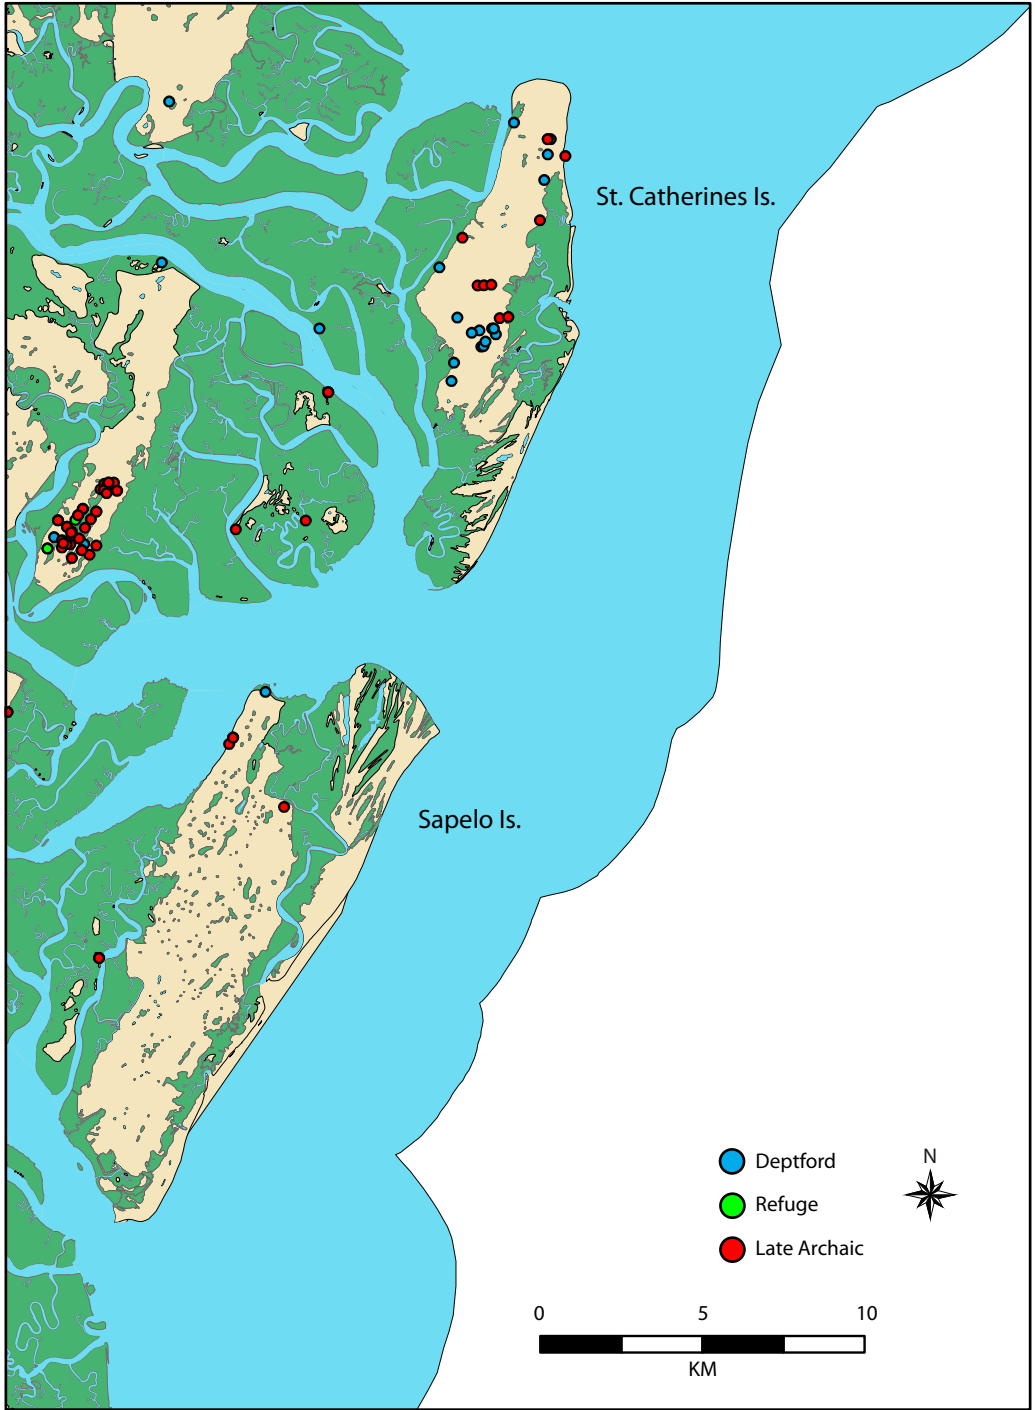 St. Catherines Is.
Sapelo Is.
Deptford
Refuge
Late Archaic
N
0 5 10
KM